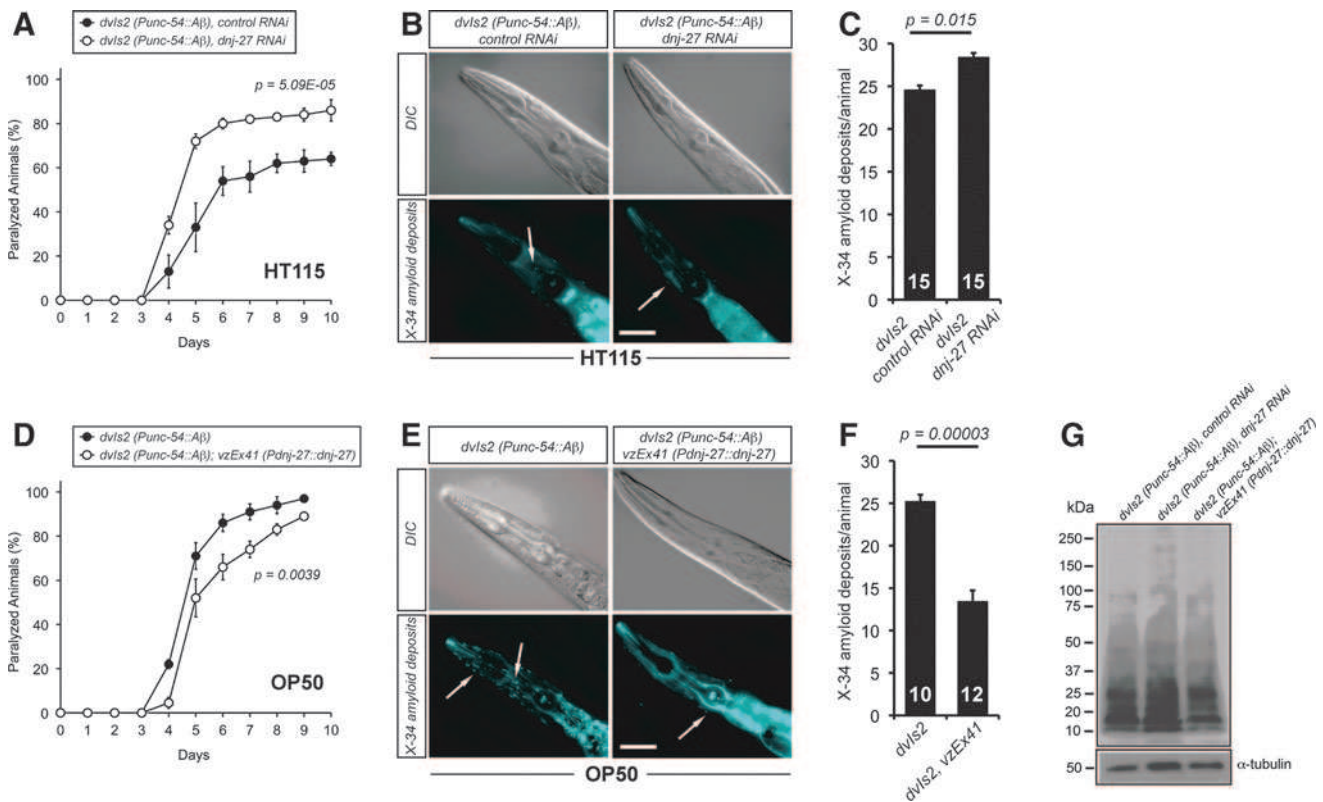 A
dvIs2 (Punc-54::Aβ), control RNAi
dvIs2 (Punc-54::Aβ), dnj-27 RNAi
p = 5.09E-05
Paralyzed Animals (%)
100
80
60
40
20
0
HT115
0 1 2 3 4 5 6 7 8 9 10
Days
B
dvIs2 (Punc-54::Aβ),
control RNAi
dvIs2 (Punc-54::Aβ)
dnj-27 RNAi
DIC
X-34 amyloid deposits
HT115
C
p = 0.015
X-34 amyloid deposits/animal
30
25
20
15
10
5
0
15
15
dvIs2
control RNAi
dvIs2
dnj-27 RNAi
D
dvIs2 (Punc-54::Aβ)
dvIs2 (Punc-54::Aβ); vzEx41 (Pdnj-27::dnj-27)
Paralyzed Animals (%)
100
80
60
40
20
0
p = 0.0039
OP50
0 1 2 3 4 5 6 7 8 9 10
Days
E
dvIs2 (Punc-54::Aβ)
dvIs2 (Punc-54::Aβ)
vzEx41 (Pdnj-27::dnj-27)
DIC
X-34 amyloid deposits
OP50
F
p = 0.00003
X-34 amyloid deposits/animal
30
25
20
15
10
5
0
10
12
dvIs2
dvIs2, vzEx41
G
dvIs2 (Punc-54::Aβ), control RNAi
dvIs2 (Punc-54::Aβ), dnj-27 RNAi
dvIs2 (Punc-54::Aβ);
vzEx41 (Pdnj-27::dnj-27)
kDa
250
150
100
75
50
37
25
20
10
50
α-tubulin